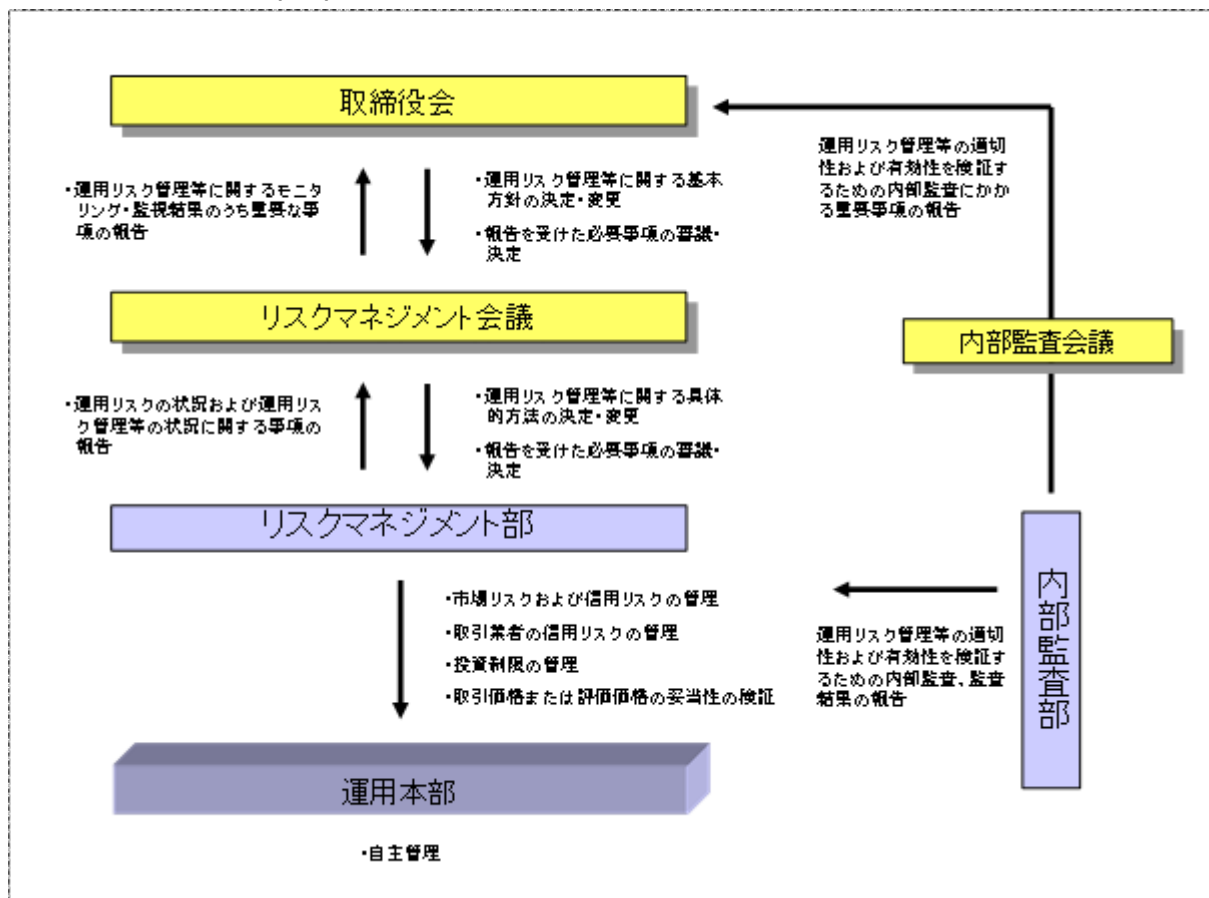 取締役会
・運用リスク管理等に関するモニ
タリング・監視結果のうち重要な事
項の報告
・運用リスク管理等に関する基本
方針の決定・変更
・報告を受けた必要事項の審議・
決定
運用リスク管理等の適切
性および有効性を検証す
るための内部監査にかか
る重要事項の報告
リスクマネジメント会議
内部監査会議
・運用リスクの状況および運用リス
ク管理等の状況に関する事項の
報告
・運用リスク管理等に関する具体
的方法の決定・変更
・報告を受けた必要事項の審議・
決定
リスクマネジメント部
内部監査部
・市場リスクおよび信用リスクの管理
・取引業者の信用リスクの管理
・投資制限の管理
・取引価格または評価価格の妥当性の検証
運用リスク管理等の適切
性および有効性を検証す
るための内部監査、監査
結果の報告
運用本部
・自主管理